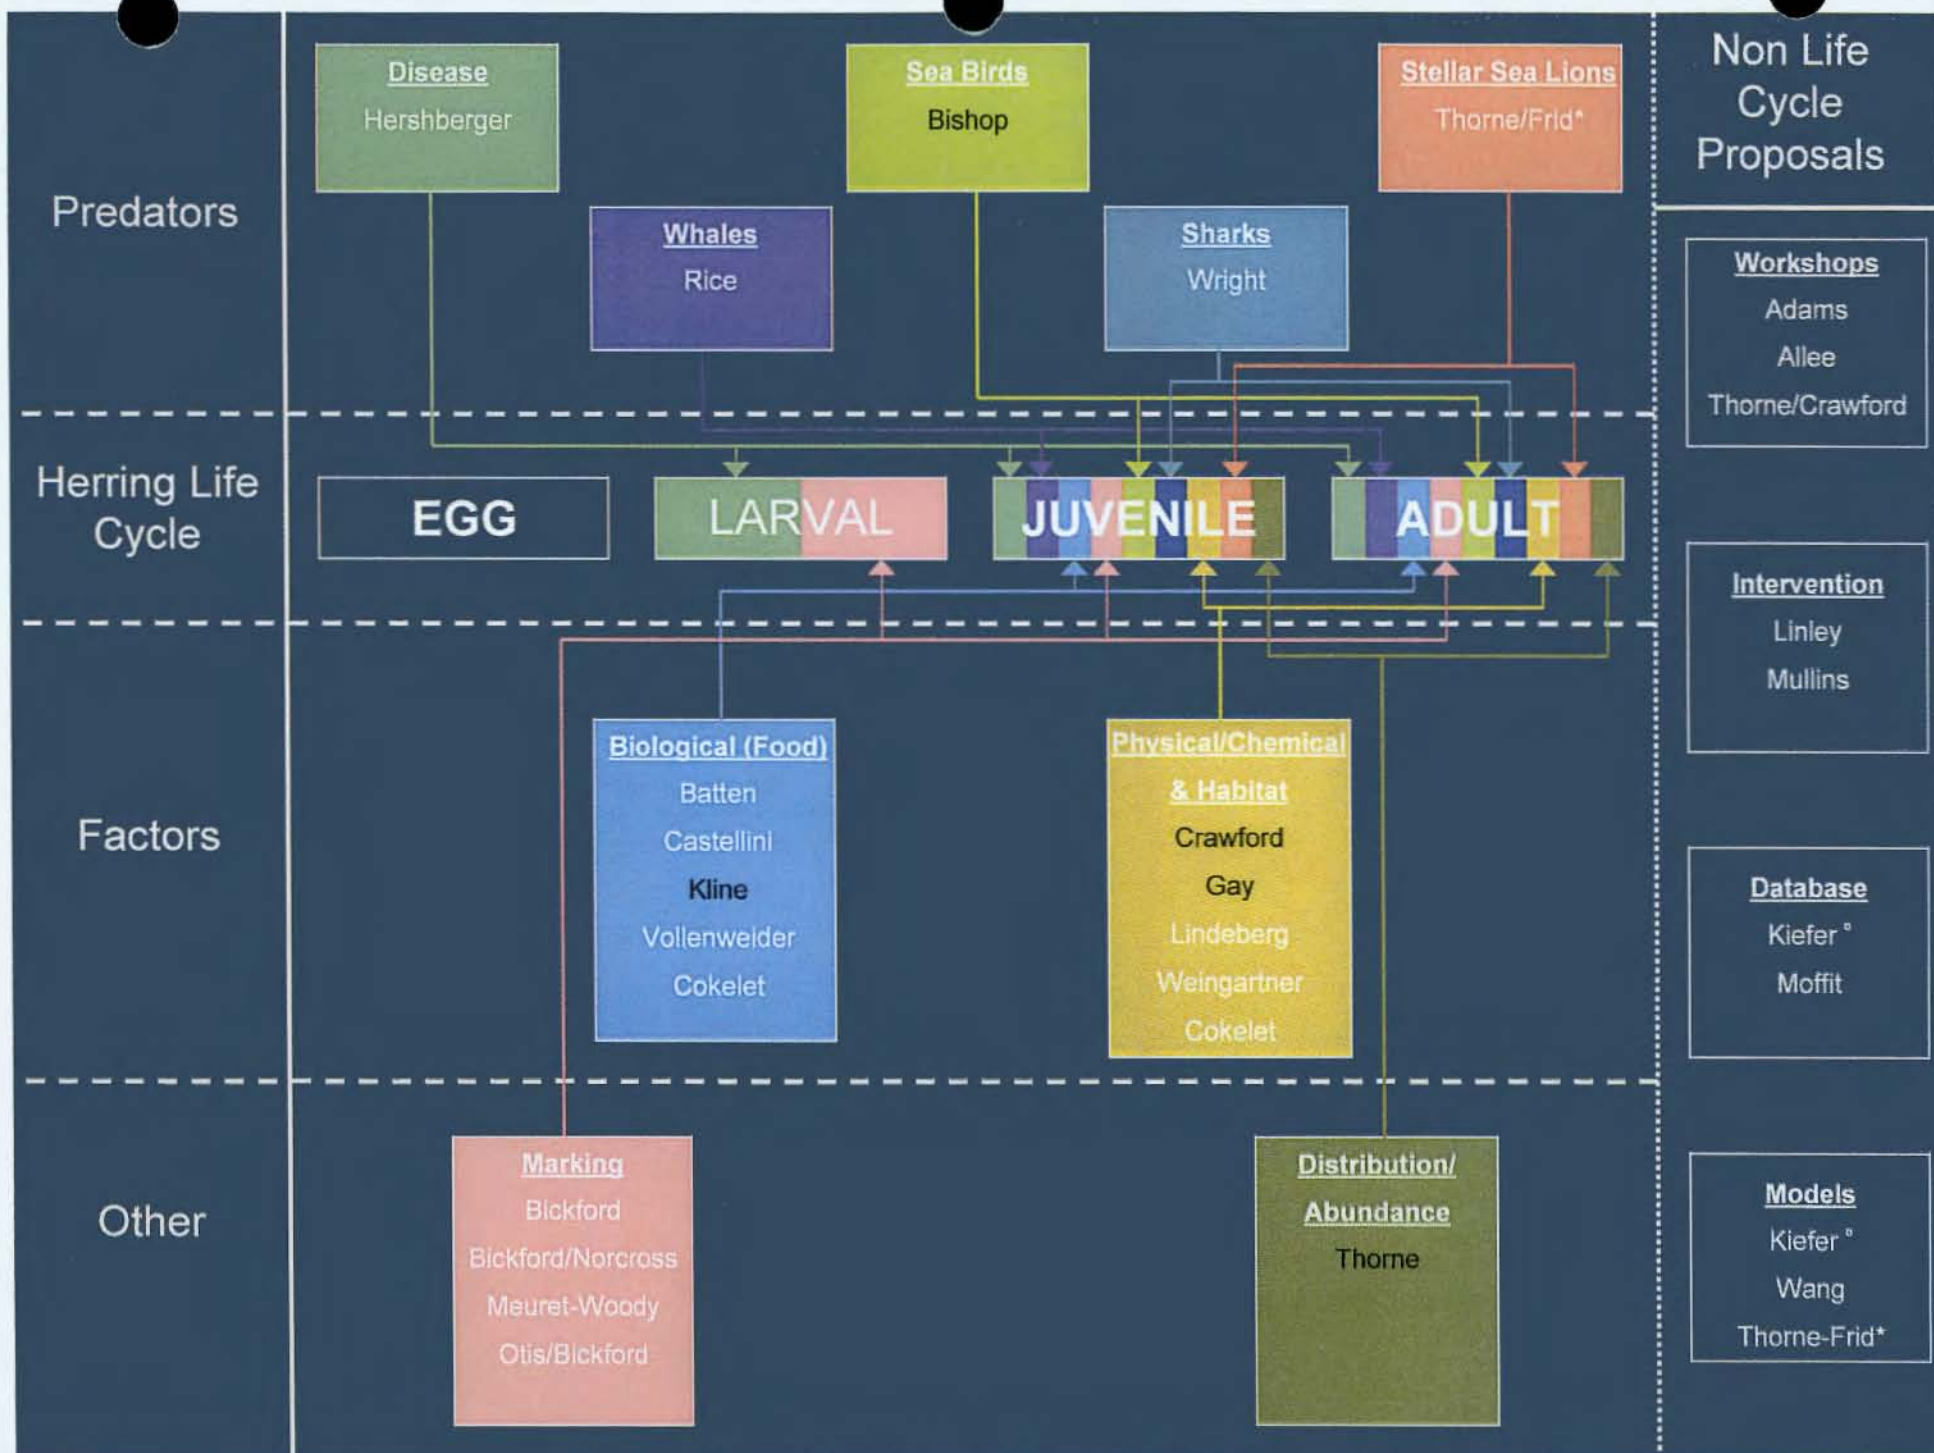 Predators
Disease
Hershberger
Sea Birds
Bishop
Stellar Sea Lions
Thorne/Frid*
Whales
Rice
Sharks
Wright
Herring Life
Cycle
EGG
LARVAL
JUVENILE
ADULT
Factors
Biological (Food)
Batten
Castellini
Kline
Vollenweider
Cokelet
Physical/Chemical
& Habitat
Crawford
Gay
Lindeberg
Weingartner
Cokelet
Other
Marking
Bickford
Bickford/Norcross
Meuret-Woody
Otis/Bickford
Distribution/
Abundance
Thorne
Non Life
Cycle
Proposals
Workshops
Adams
Allee
Thorne/Crawford
Intervention
Linley
Mullins
Database
Kiefer °
Moffit
Models
Kiefer °
Wang
Thorne-Frid*